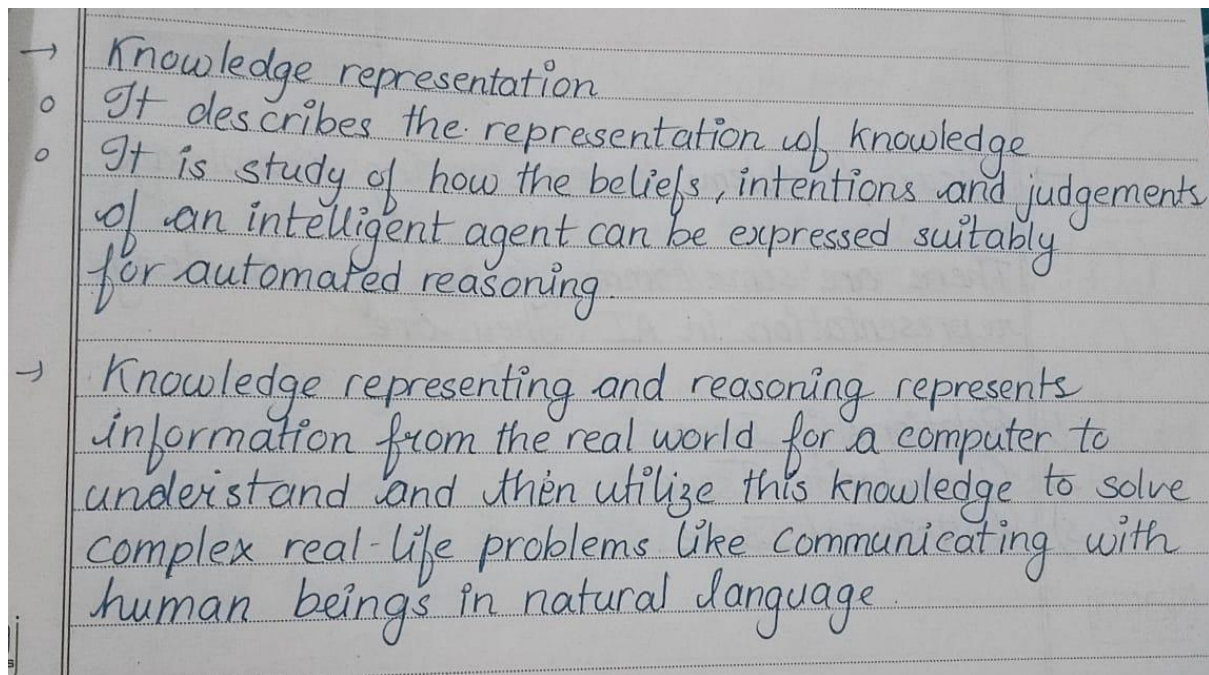 → Knowledge representation
o It describes the representation of knowledge
o It is study of how the beliefs, intentions and judgements
of an intelligent agent can be expressed suitably
for automated reasoning.
→ Knowledge representing and reasoning represents
information from the real world for a computer to
understand and then utilize this knowledge to solve
complex real-life problems like communicating with
human beings in natural language.